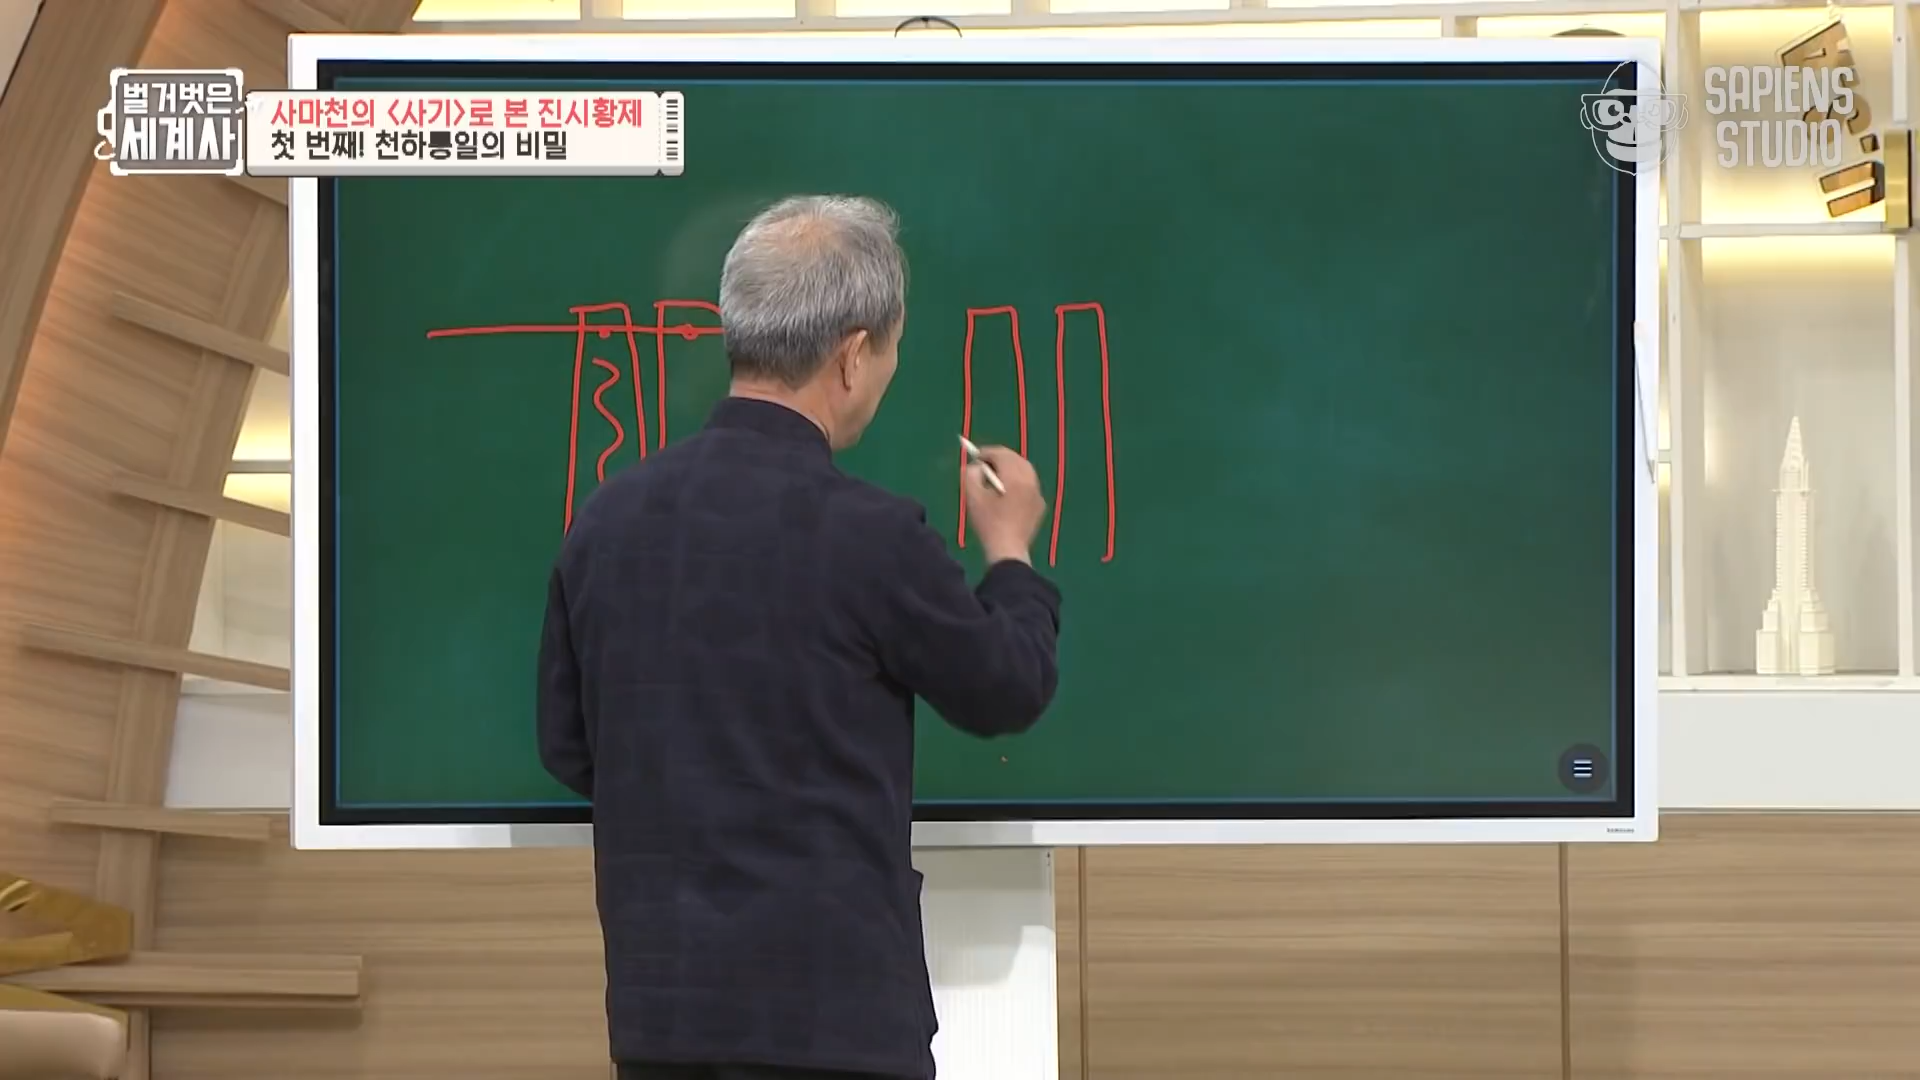 벌거벗은
세계사
사마천의 <사기>로 본 진시황제
첫 번째! 천하통일의 비밀
SAPIENS
STUDIO
SAMSUNG